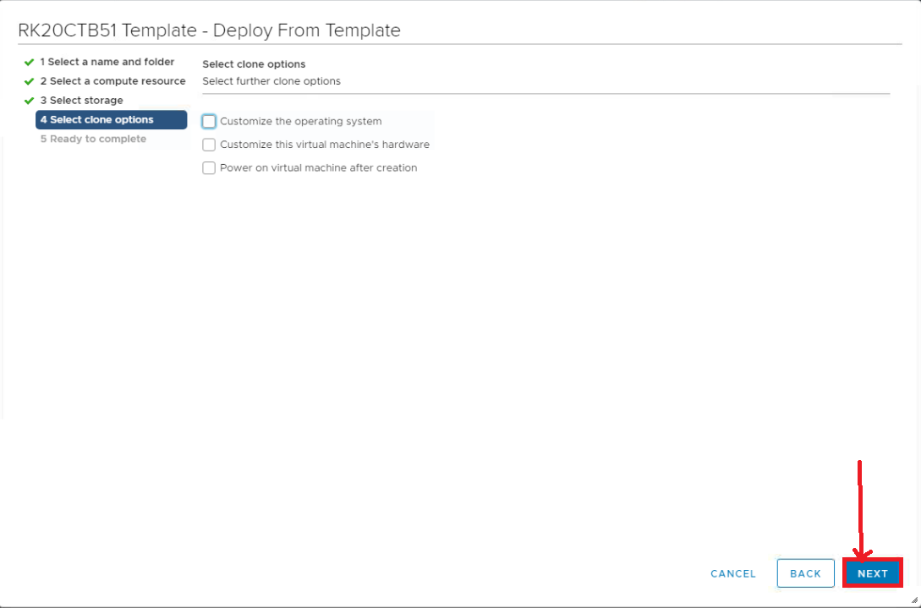 RK20CTB51 Template - Deploy From Template
1 Select a name and folder
2 Select a compute resource
3 Select storage
4 Select clone options
5 Ready to complete
Select clone options
Select further clone options
Customize the operating system
Customize this virtual machine's hardware
Power on virtual machine after creation
CANCEL
BACK
NEXT